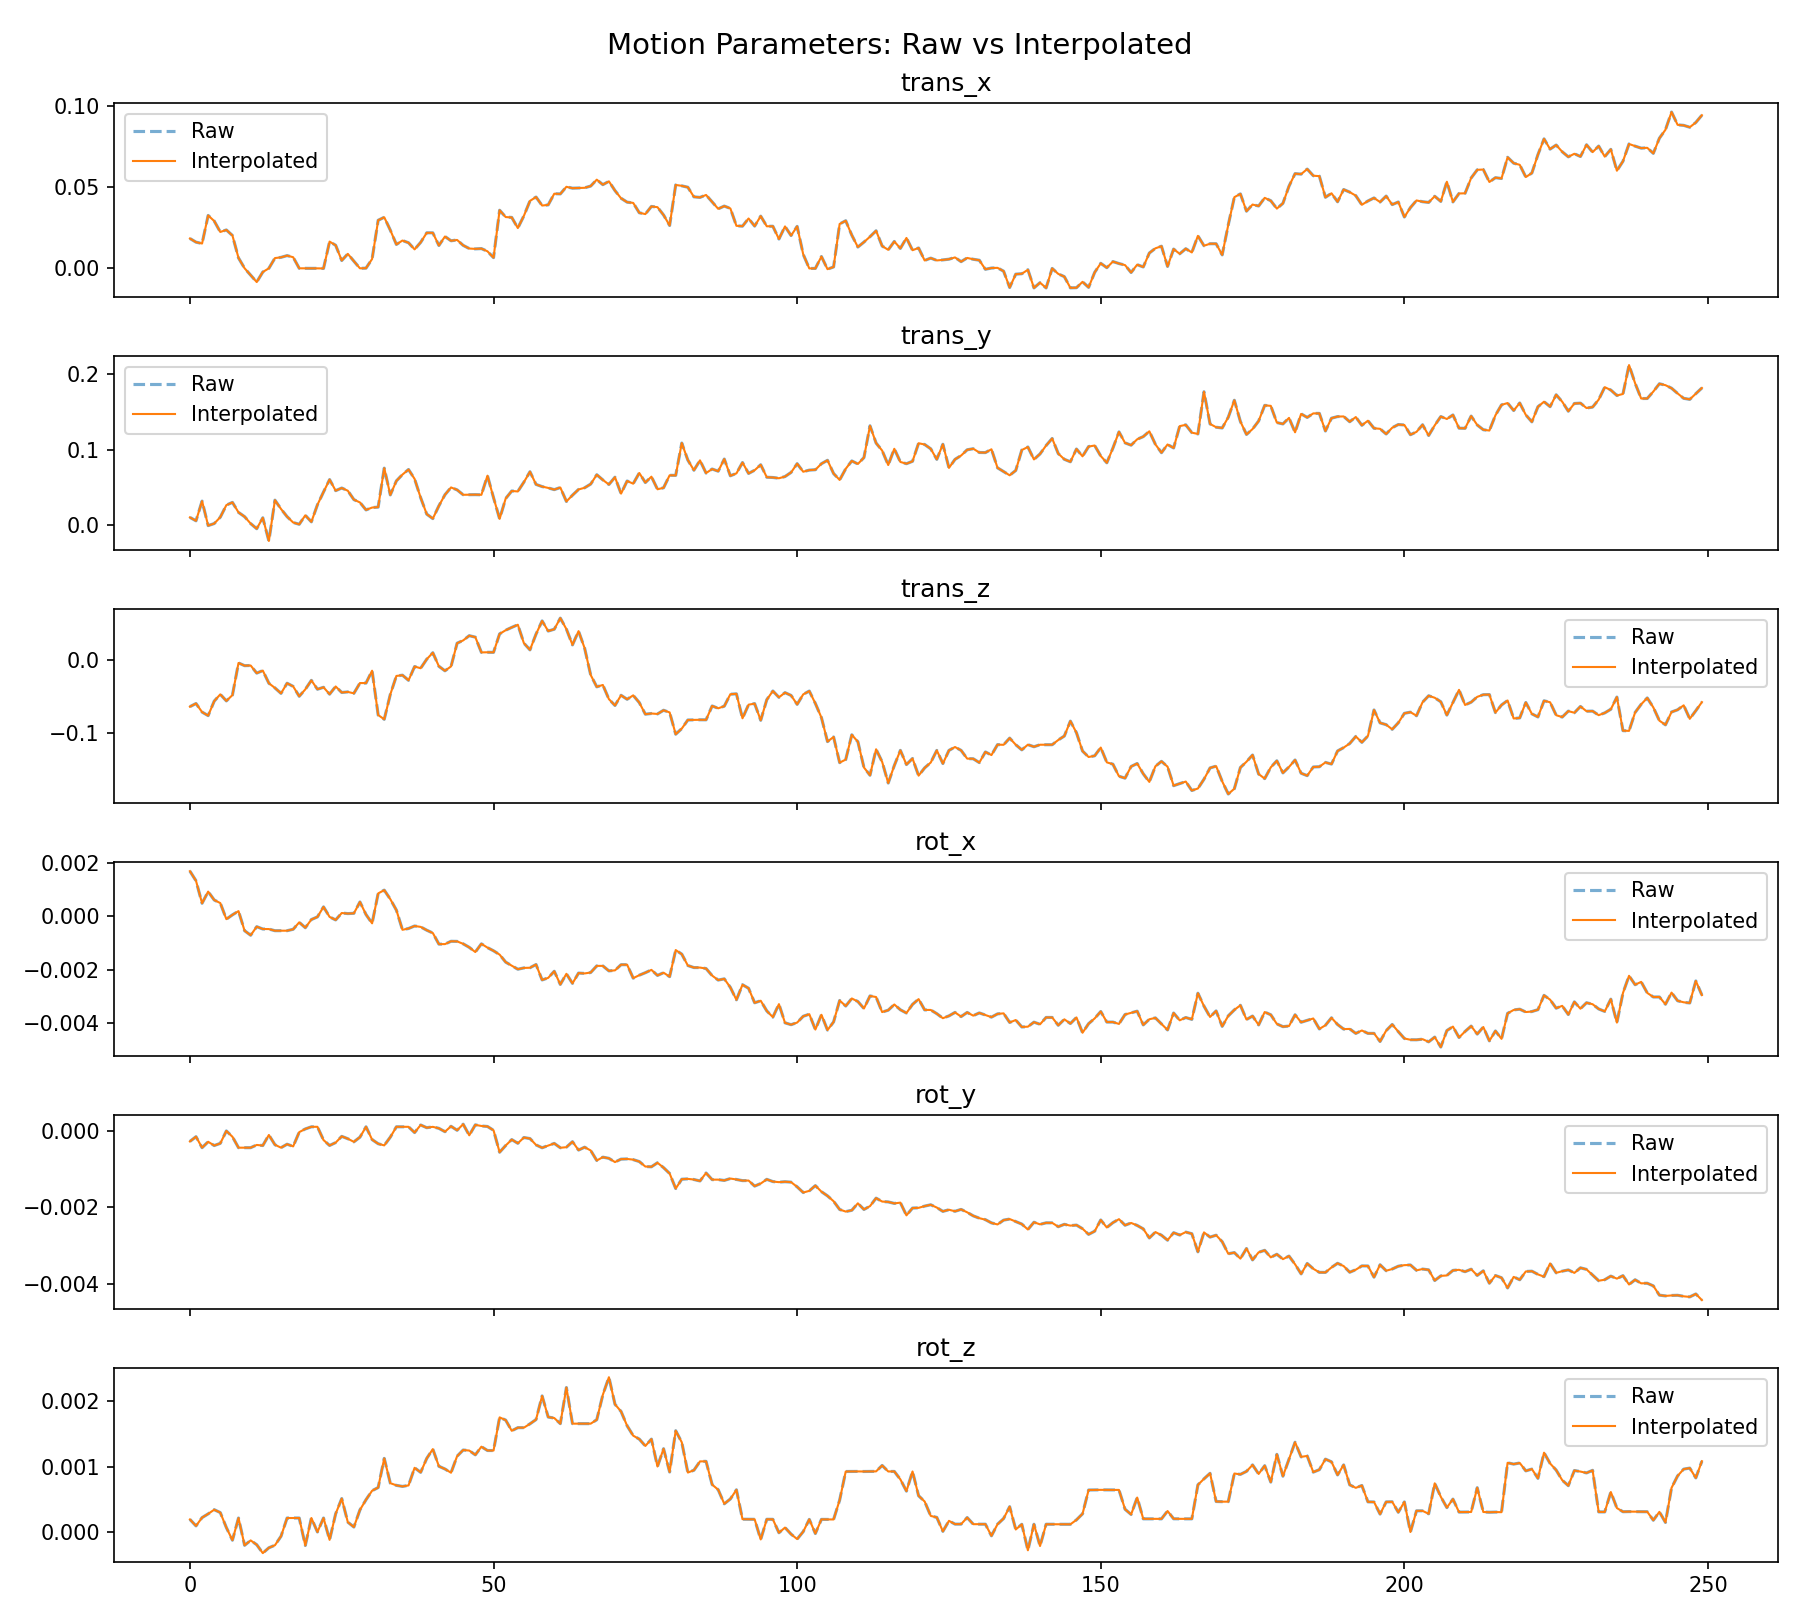 Motion Parameters: Raw vs Interpolated
trans_x
0.10
0.05
0.00
Raw
Interpolated
trans_y
0.2
0.1
0.0
Raw
Interpolated
trans_z
0.0
−0.1
Raw
Interpolated
rot_x
0.002
0.000
−0.002
−0.004
Raw
Interpolated
rot_y
0.000
−0.002
−0.004
Raw
Interpolated
rot_z
0.002
0.001
0.000
Raw
Interpolated
0 50 100 150 200 250